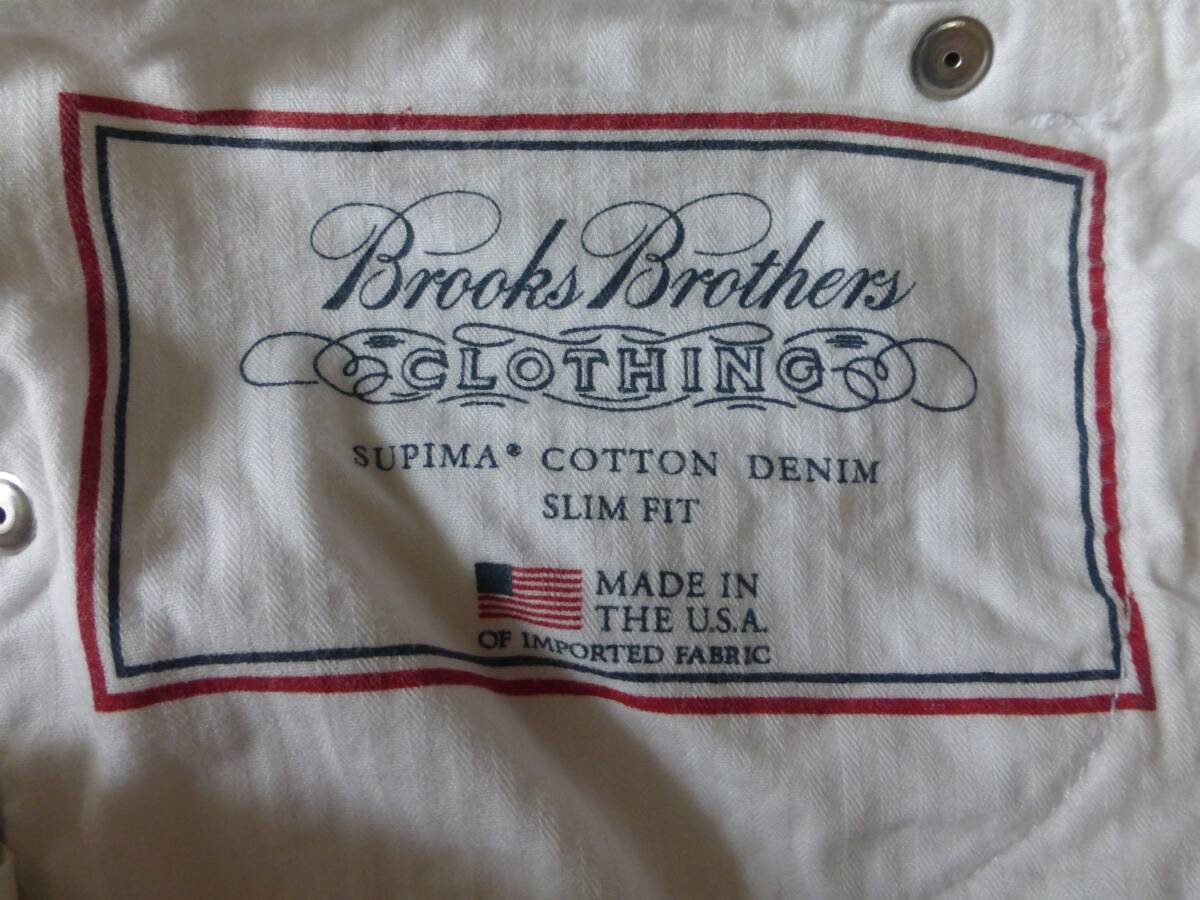 Brooks Brothers
CLOTHING
SUPIMA® COTTON DENIM
SLIM FIT
MADE IN
THE U.S.A.
OF IMPORTED FABRIC